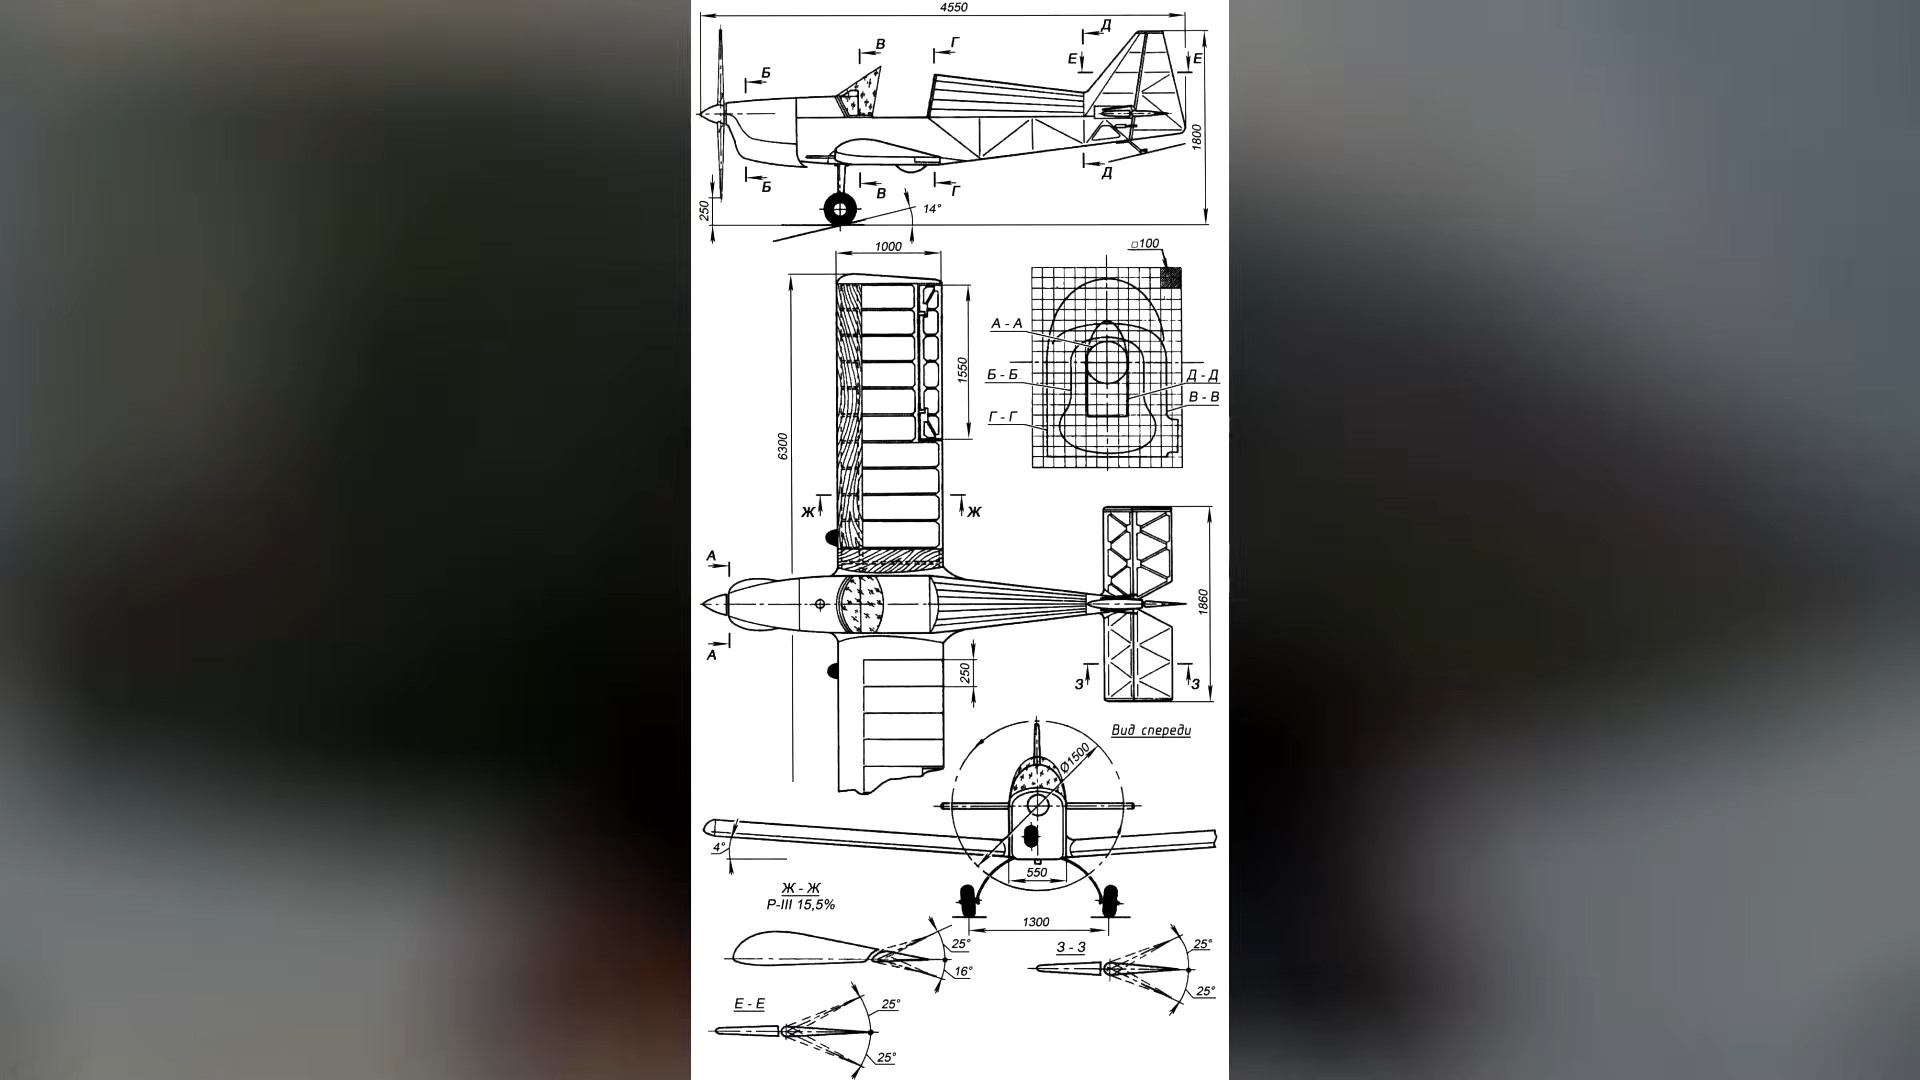 4550
Д
В
Г
Е
Е
Б
1800
Б
В
Г
Д
250
14°
1000
□100
6300
1550
А - А
Б - Б
Д - Д
В - В
Г - Г
Ж
Ж
А
1860
А
250
З
З
Вид спереди
Ø1500
4°
550
Ж - Ж
Р-III 15,5%
1300
25°
16°
З - З
25°
25°
Е - Е
25°
25°